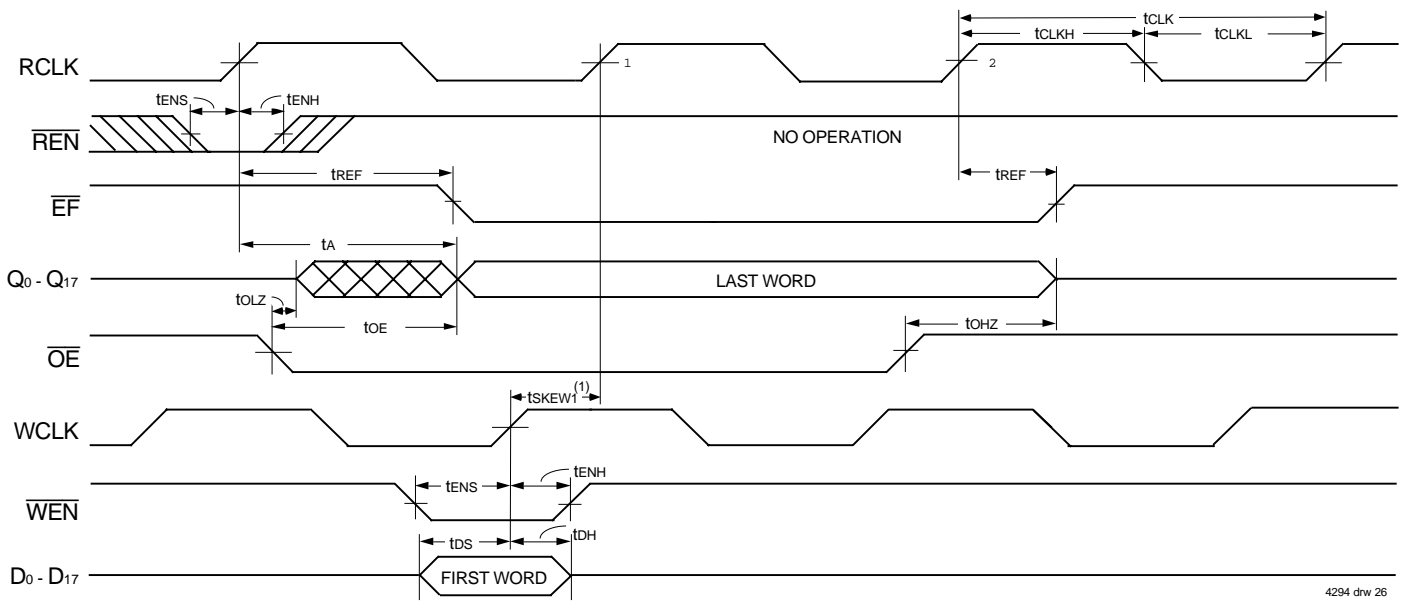 tCLK
tCLKH
tCLKL
RCLK
1
2
tENS
tENH
REN
NO OPERATION
tREF
tREF
EF
tA
Q0 - Q17
LAST WORD
tOLZ
tOE
tOHZ
OE
tSKEW1(1)
WCLK
tENS
tENH
WEN
tDS
tDH
D0 - D17
FIRST WORD
4294 drw 26